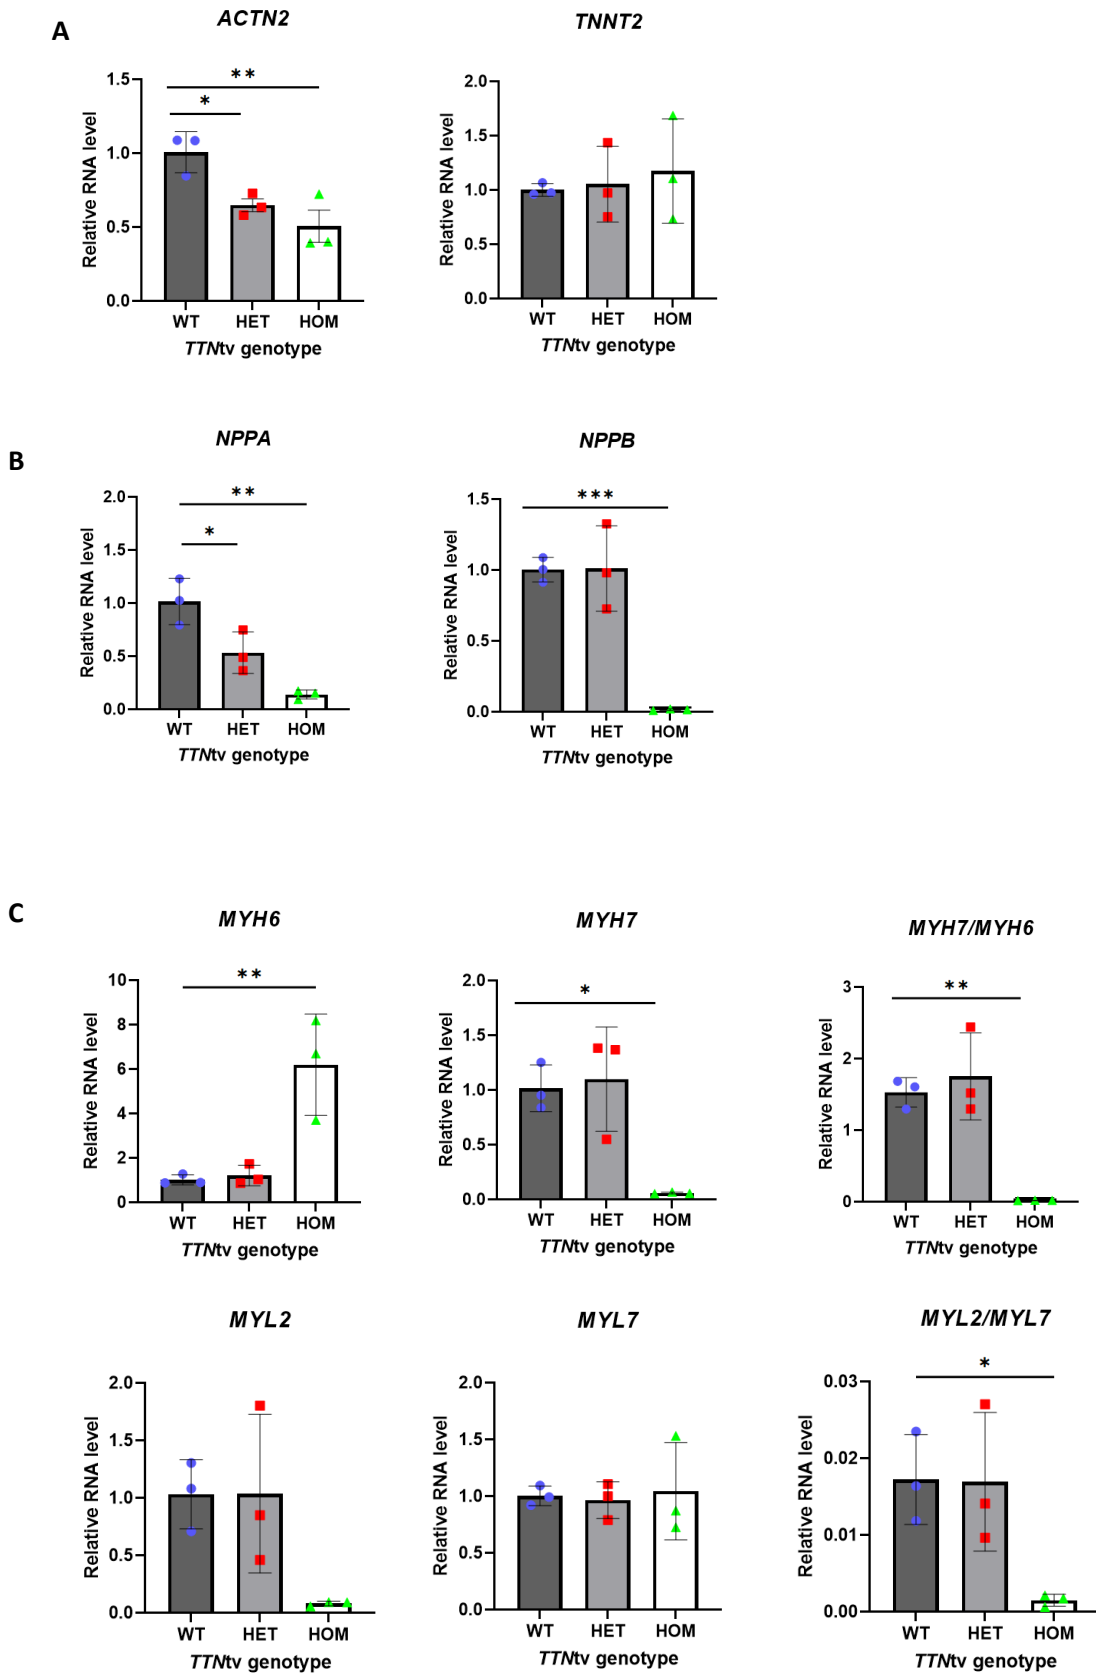 A
ACTN2
TNNT2
Relative RNA level
1.5
1.0
0.5
0.0
**
*
WT HET HOM
TTNtv genotype
Relative RNA level
2.0
1.5
1.0
0.5
0.0
WT HET HOM
TTNtv genotype
B
NPPA
NPPB
Relative RNA level
2.0
1.5
1.0
0.5
0.0
**
*
WT HET HOM
TTNtv genotype
Relative RNA level
1.5
1.0
0.5
0.0
***
WT HET HOM
TTNtv genotype
C
MYH6
MYH7
MYH7/MYH6
Relative RNA level
10
8
6
4
2
0
**
WT HET HOM
TTNtv genotype
Relative RNA level
2.0
1.5
1.0
0.5
0.0
*
WT HET HOM
TTNtv genotype
Relative RNA level
3
2
1
0
**
WT HET HOM
TTNtv genotype
MYL2
MYL7
MYL2/MYL7
Relative RNA level
2.0
1.5
1.0
0.5
0.0
WT HET HOM
TTNtv genotype
Relative RNA level
2.0
1.5
1.0
0.5
0.0
WT HET HOM
TTNtv genotype
Relative RNA level
0.03
0.02
0.01
0.00
*
WT HET HOM
TTNtv genotype